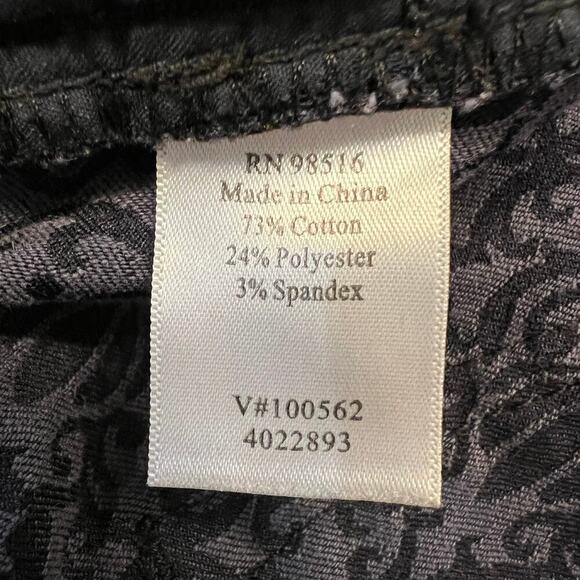 RN 98516
Made in China
73% Cotton
24% Polyester
3% Spandex
V#100562
4022893